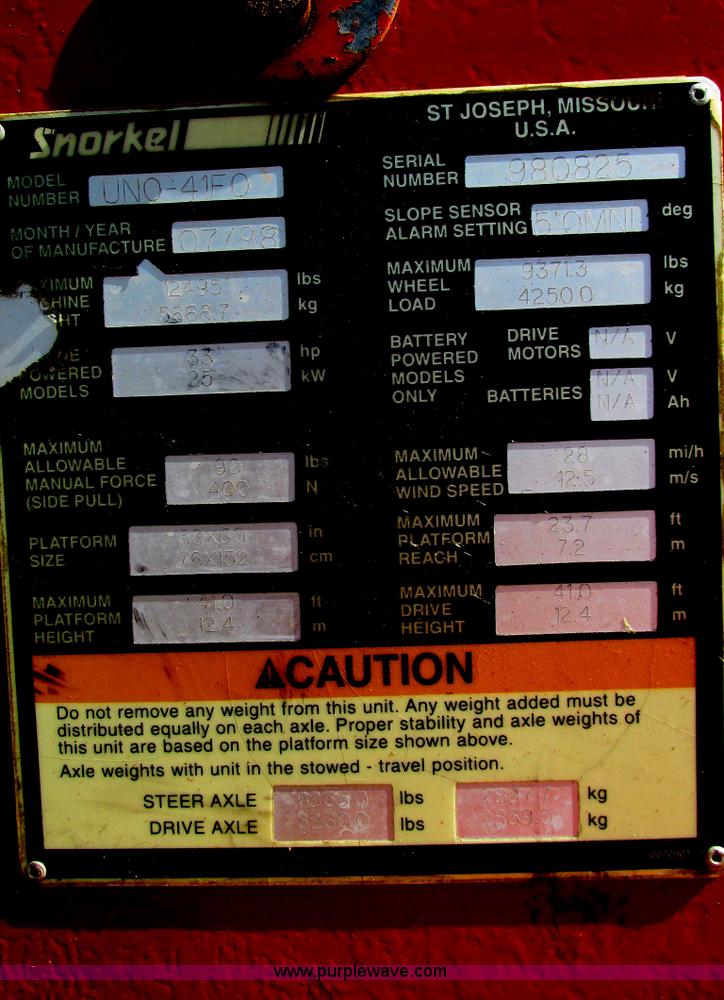 Snorkel
ST JOSEPH, MISSOURI
U.S.A.
MODEL
NUMBER
UNO-41FO
SERIAL
NUMBER
980825
MONTH / YEAR
OF MANUFACTURE
07/98
SLOPE SENSOR
ALARM SETTING
5°OMNI
deg
12495
lbs
kg
MAXIMUM
WHEEL
LOAD
9371.3
lbs
4250.0
kg
POWERED
MODELS
33
hp
25
kW
BATTERY
POWERED
MODELS
ONLY
DRIVE
MOTORS
N/A
V
BATTERIES
N/A
V
N/A
Ah
MAXIMUM
ALLOWABLE
MANUAL FORCE
(SIDE PULL)
90
lbs
400
N
MAXIMUM
ALLOWABLE
WIND SPEED
28
mi/h
12.5
m/s
PLATFORM
SIZE
30X60
in
76X152
cm
MAXIMUM
PLATFORM
REACH
23.7
ft
7.2
m
MAXIMUM
PLATFORM
HEIGHT
41.0
ft
12.4
m
MAXIMUM
DRIVE
HEIGHT
41.0
ft
12.4
m
CAUTION
Do not remove any weight from this unit. Any weight added must be
distributed equally on each axle. Proper stability and axle weights of
this unit are based on the platform size shown above.
Axle weights with unit in the stowed - travel position.
STEER AXLE
lbs
kg
DRIVE AXLE
lbs
kg
www.purplewave.com